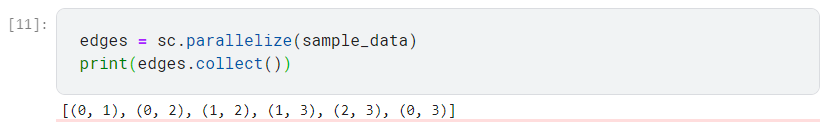 [11]:
edges = sc.parallelize(sample_data)
print(edges.collect())
[(0, 1), (0, 2), (1, 2), (1, 3), (2, 3), (0, 3)]